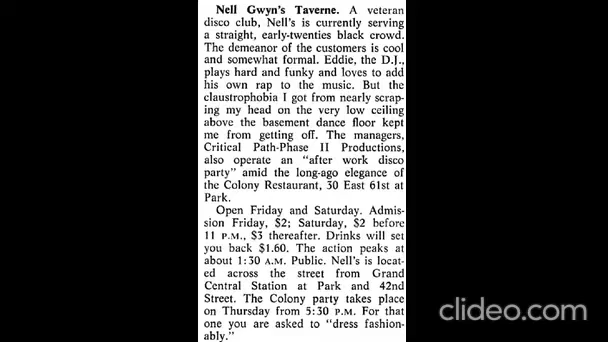 Nell Gwyn's Taverne. A veteran
disco club, Nell's is currently serving
a straight, early-twenties black crowd.
The demeanor of the customers is cool
and somewhat formal. Eddie, the D.J.,
plays hard and funky and loves to add
his own rap to the music. But the
claustrophobia I got from nearly scrap-
ing my head on the very low ceiling
above the basement dance floor kept
me from getting off. The managers,
Critical Path-Phase II Productions,
also operate an “after work disco
party” amid the long-ago elegance of
the Colony Restaurant, 30 East 61st at
Park.
Open Friday and Saturday. Admis-
sion Friday, $2; Saturday, $2 before
11 P.M., $3 thereafter. Drinks will set
you back $1.60. The action peaks at
about 1:30 A.M. Public. Nell's is locat-
ed across the street from Grand
Central Station at Park and 42nd
Street. The Colony party takes place
on Thursday from 5:30 P.M. For that
one you are asked to “dress fashion-
ably.”
clideo.com